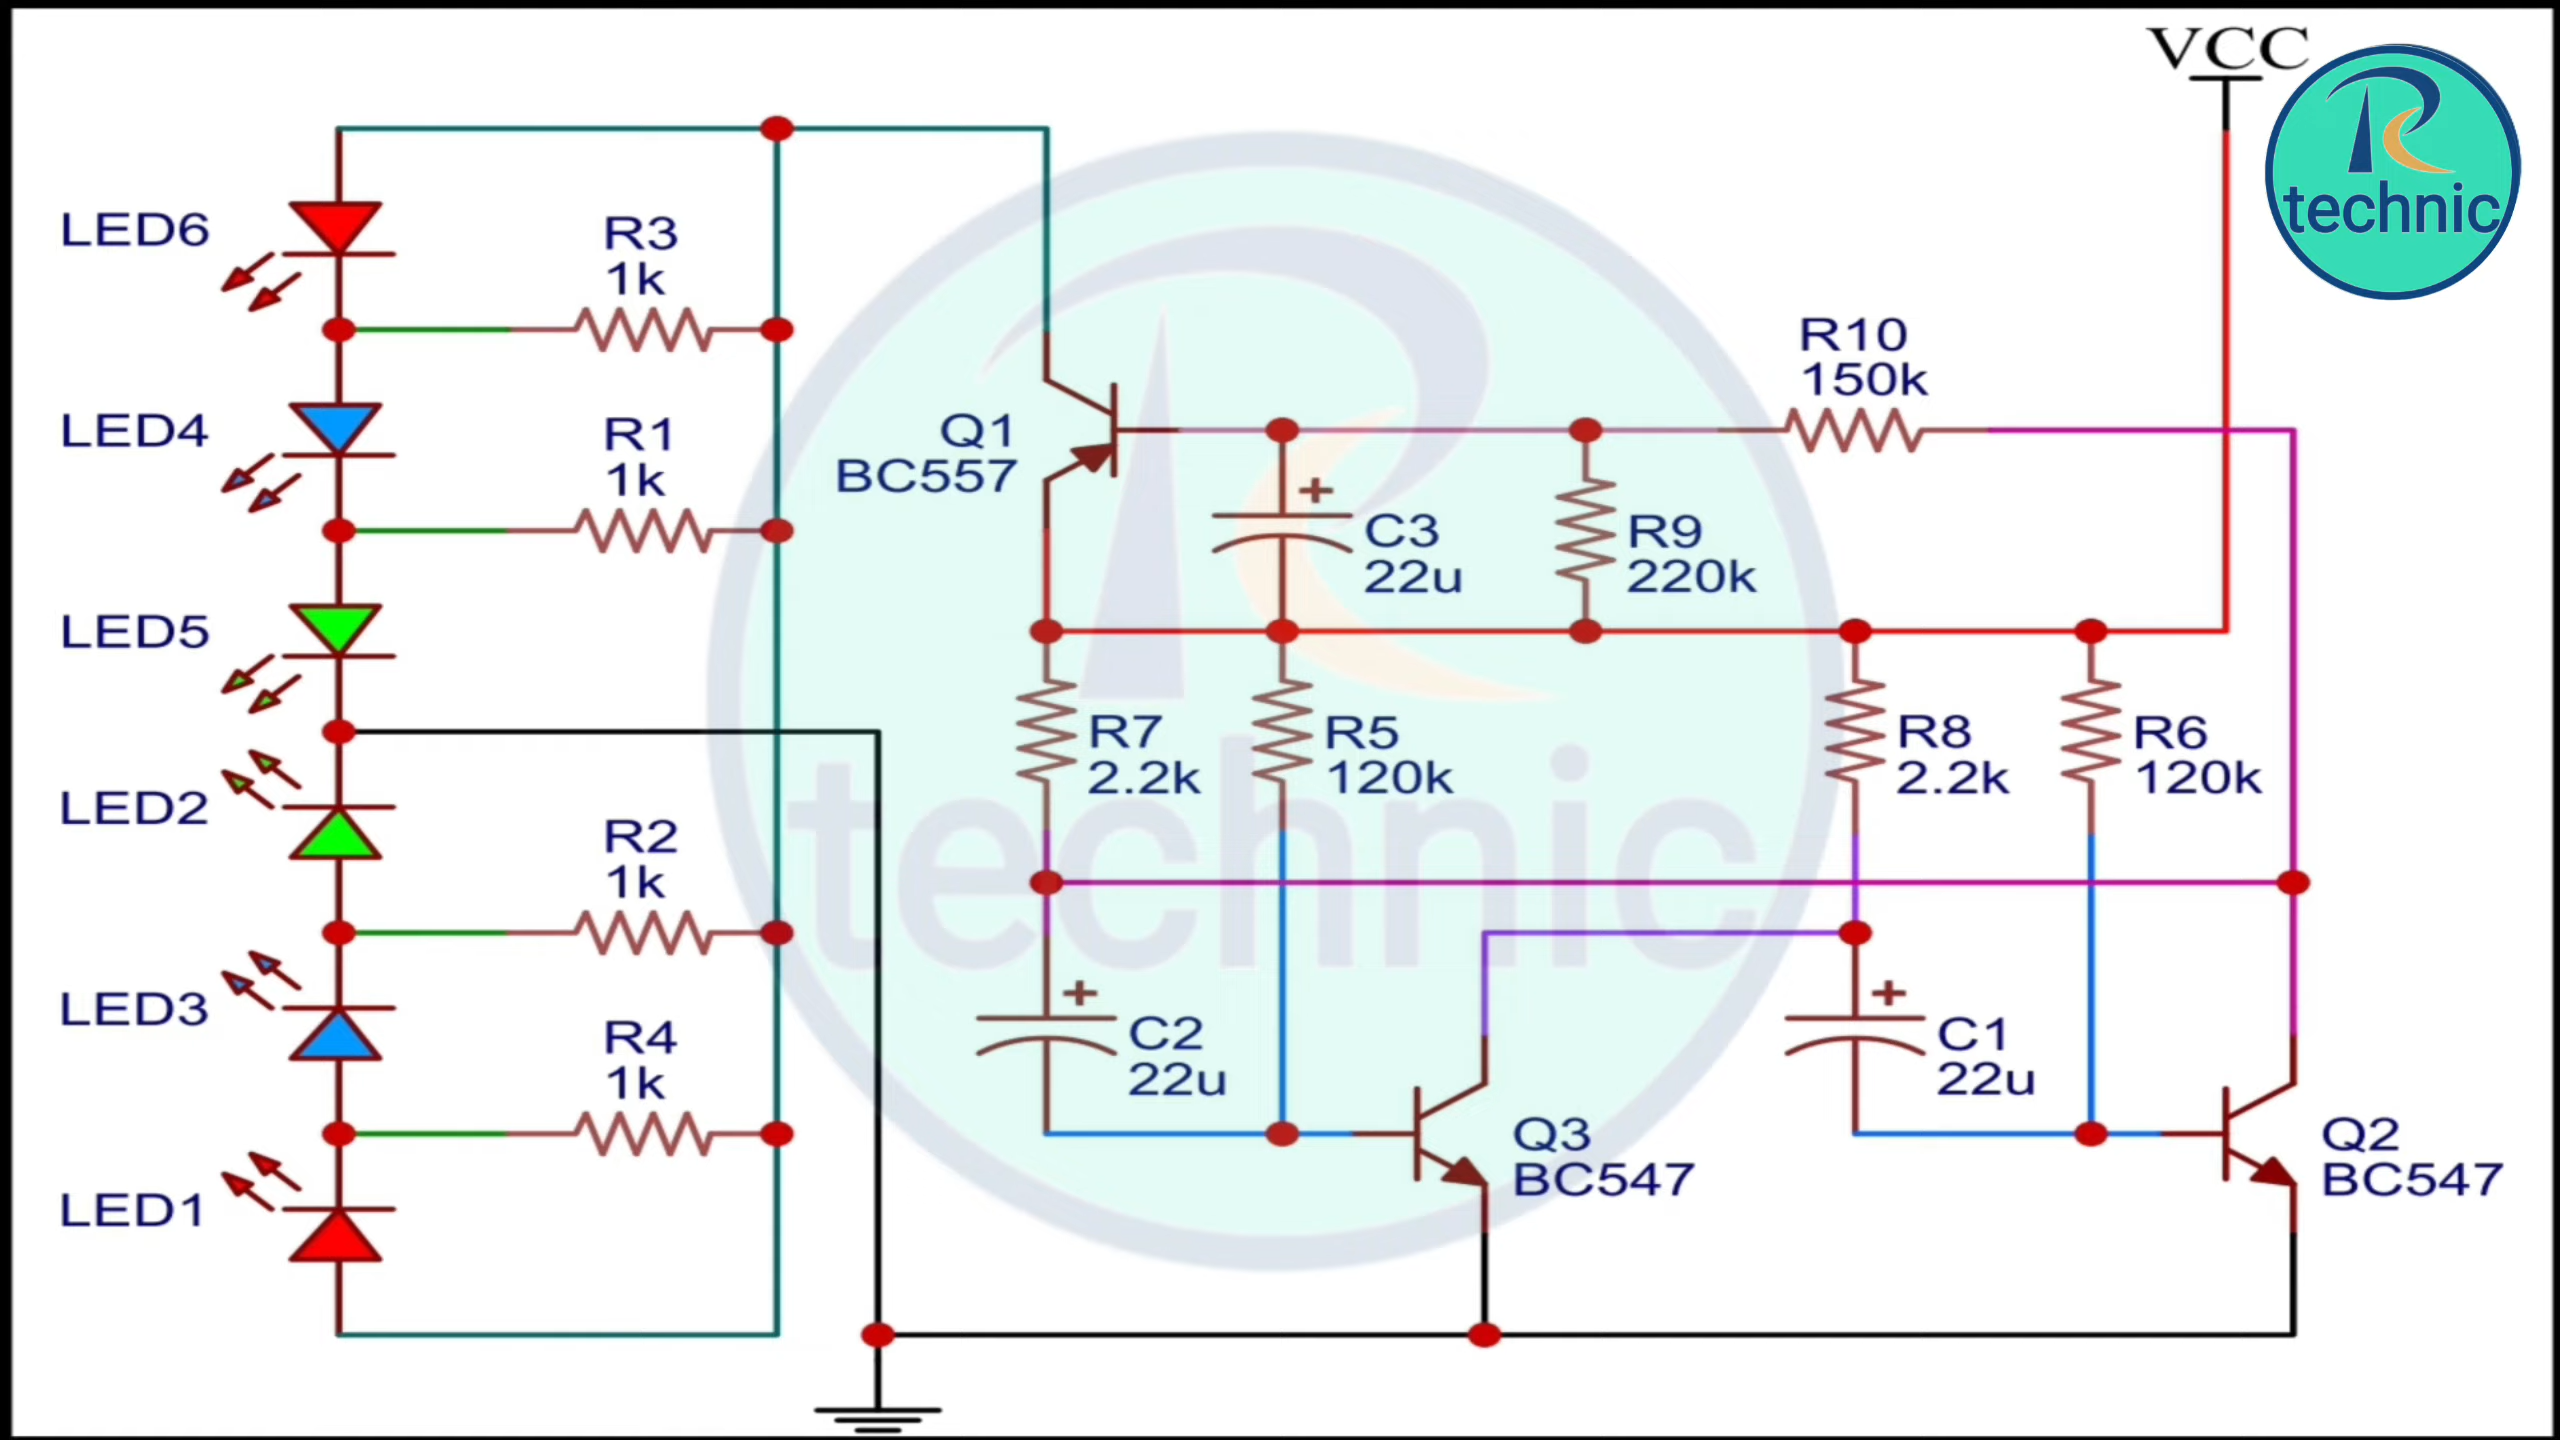 VCC
technic
LED6
R3
1k
R10
150k
LED4
R1
1k
Q1
BC557
+
C3
22u
R9
220k
LED5
R7
2.2k
R5
120k
R8
2.2k
R6
120k
technic
LED2
R2
1k
LED3
R4
1k
+
C2
22u
+
C1
22u
Q3
BC547
Q2
BC547
LED1